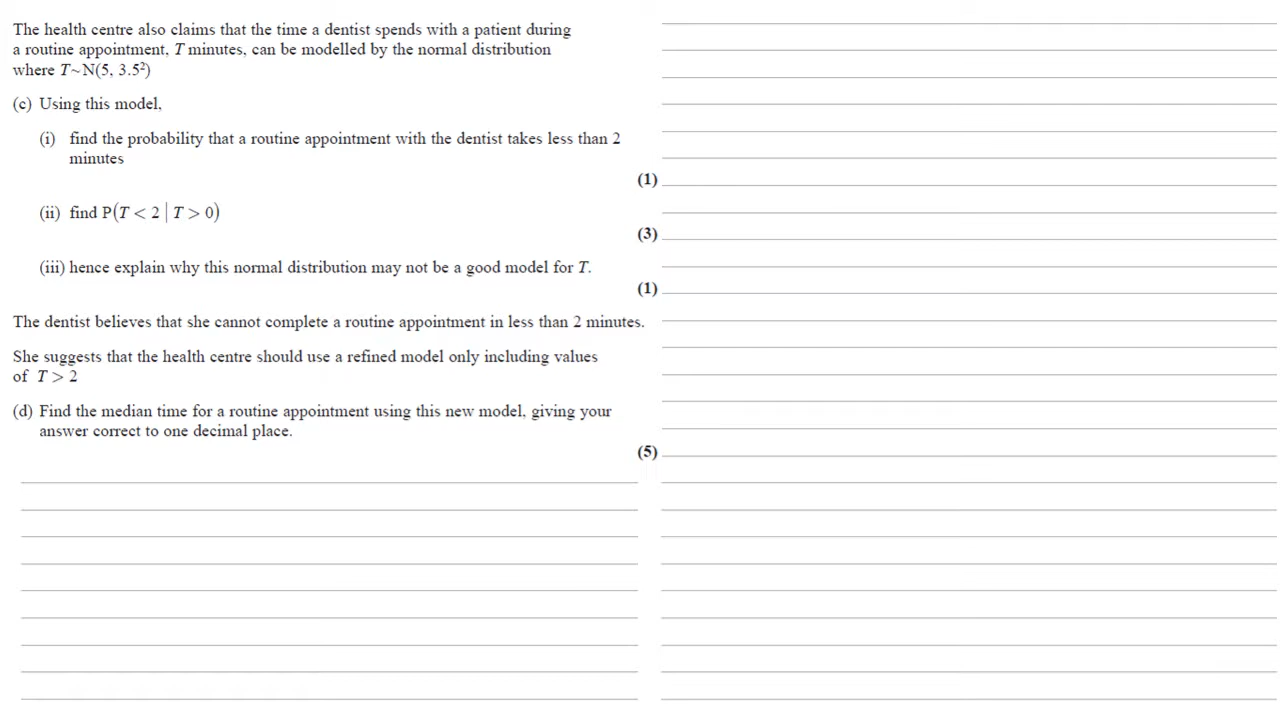 The health centre also claims that the time a dentist spends with a patient during
a routine appointment, T minutes, can be modelled by the normal distribution
where T~N(5, 3.5²)
(c) Using this model,
(i) find the probability that a routine appointment with the dentist takes less than 2
minutes
(1)
(ii) find P(T < 2 | T > 0)
(3)
(iii) hence explain why this normal distribution may not be a good model for T.
(1)
The dentist believes that she cannot complete a routine appointment in less than 2 minutes.
She suggests that the health centre should use a refined model only including values
of T > 2
(d) Find the median time for a routine appointment using this new model, giving your
answer correct to one decimal place.
(5)